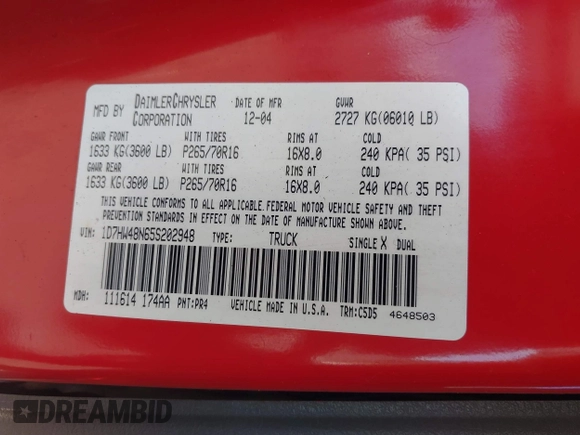 MFD BY DAIMLERCHRYSLER CORPORATION DATE OF MFR 12-04 GVWR 2727 KG(06010 LB)
GAWR FRONT WITH TIRES RIMS AT COLD
1633 KG(3600 LB) P265/70R16 16X8.0 240 KPA( 35 PSI)
GAWR REAR WITH TIRES RIMS AT COLD
1633 KG(3600 LB) P265/70R16 16X8.0 240 KPA( 35 PSI)
THIS VEHICLE CONFORMS TO ALL APPLICABLE FEDERAL MOTOR VEHICLE SAFETY AND THEFT
PREVENTION STANDARDS IN EFFECT ON THE DATE OF MANUFACTURE SHOWN ABOVE.
VIN: 1D7HW48N65S202948 TYPE: TRUCK SINGLE X DUAL
MDH: 111614 174AA PNT:PR4 VEHICLE MADE IN U.S.A. TRM:C5D5 4648503
DREAMBID